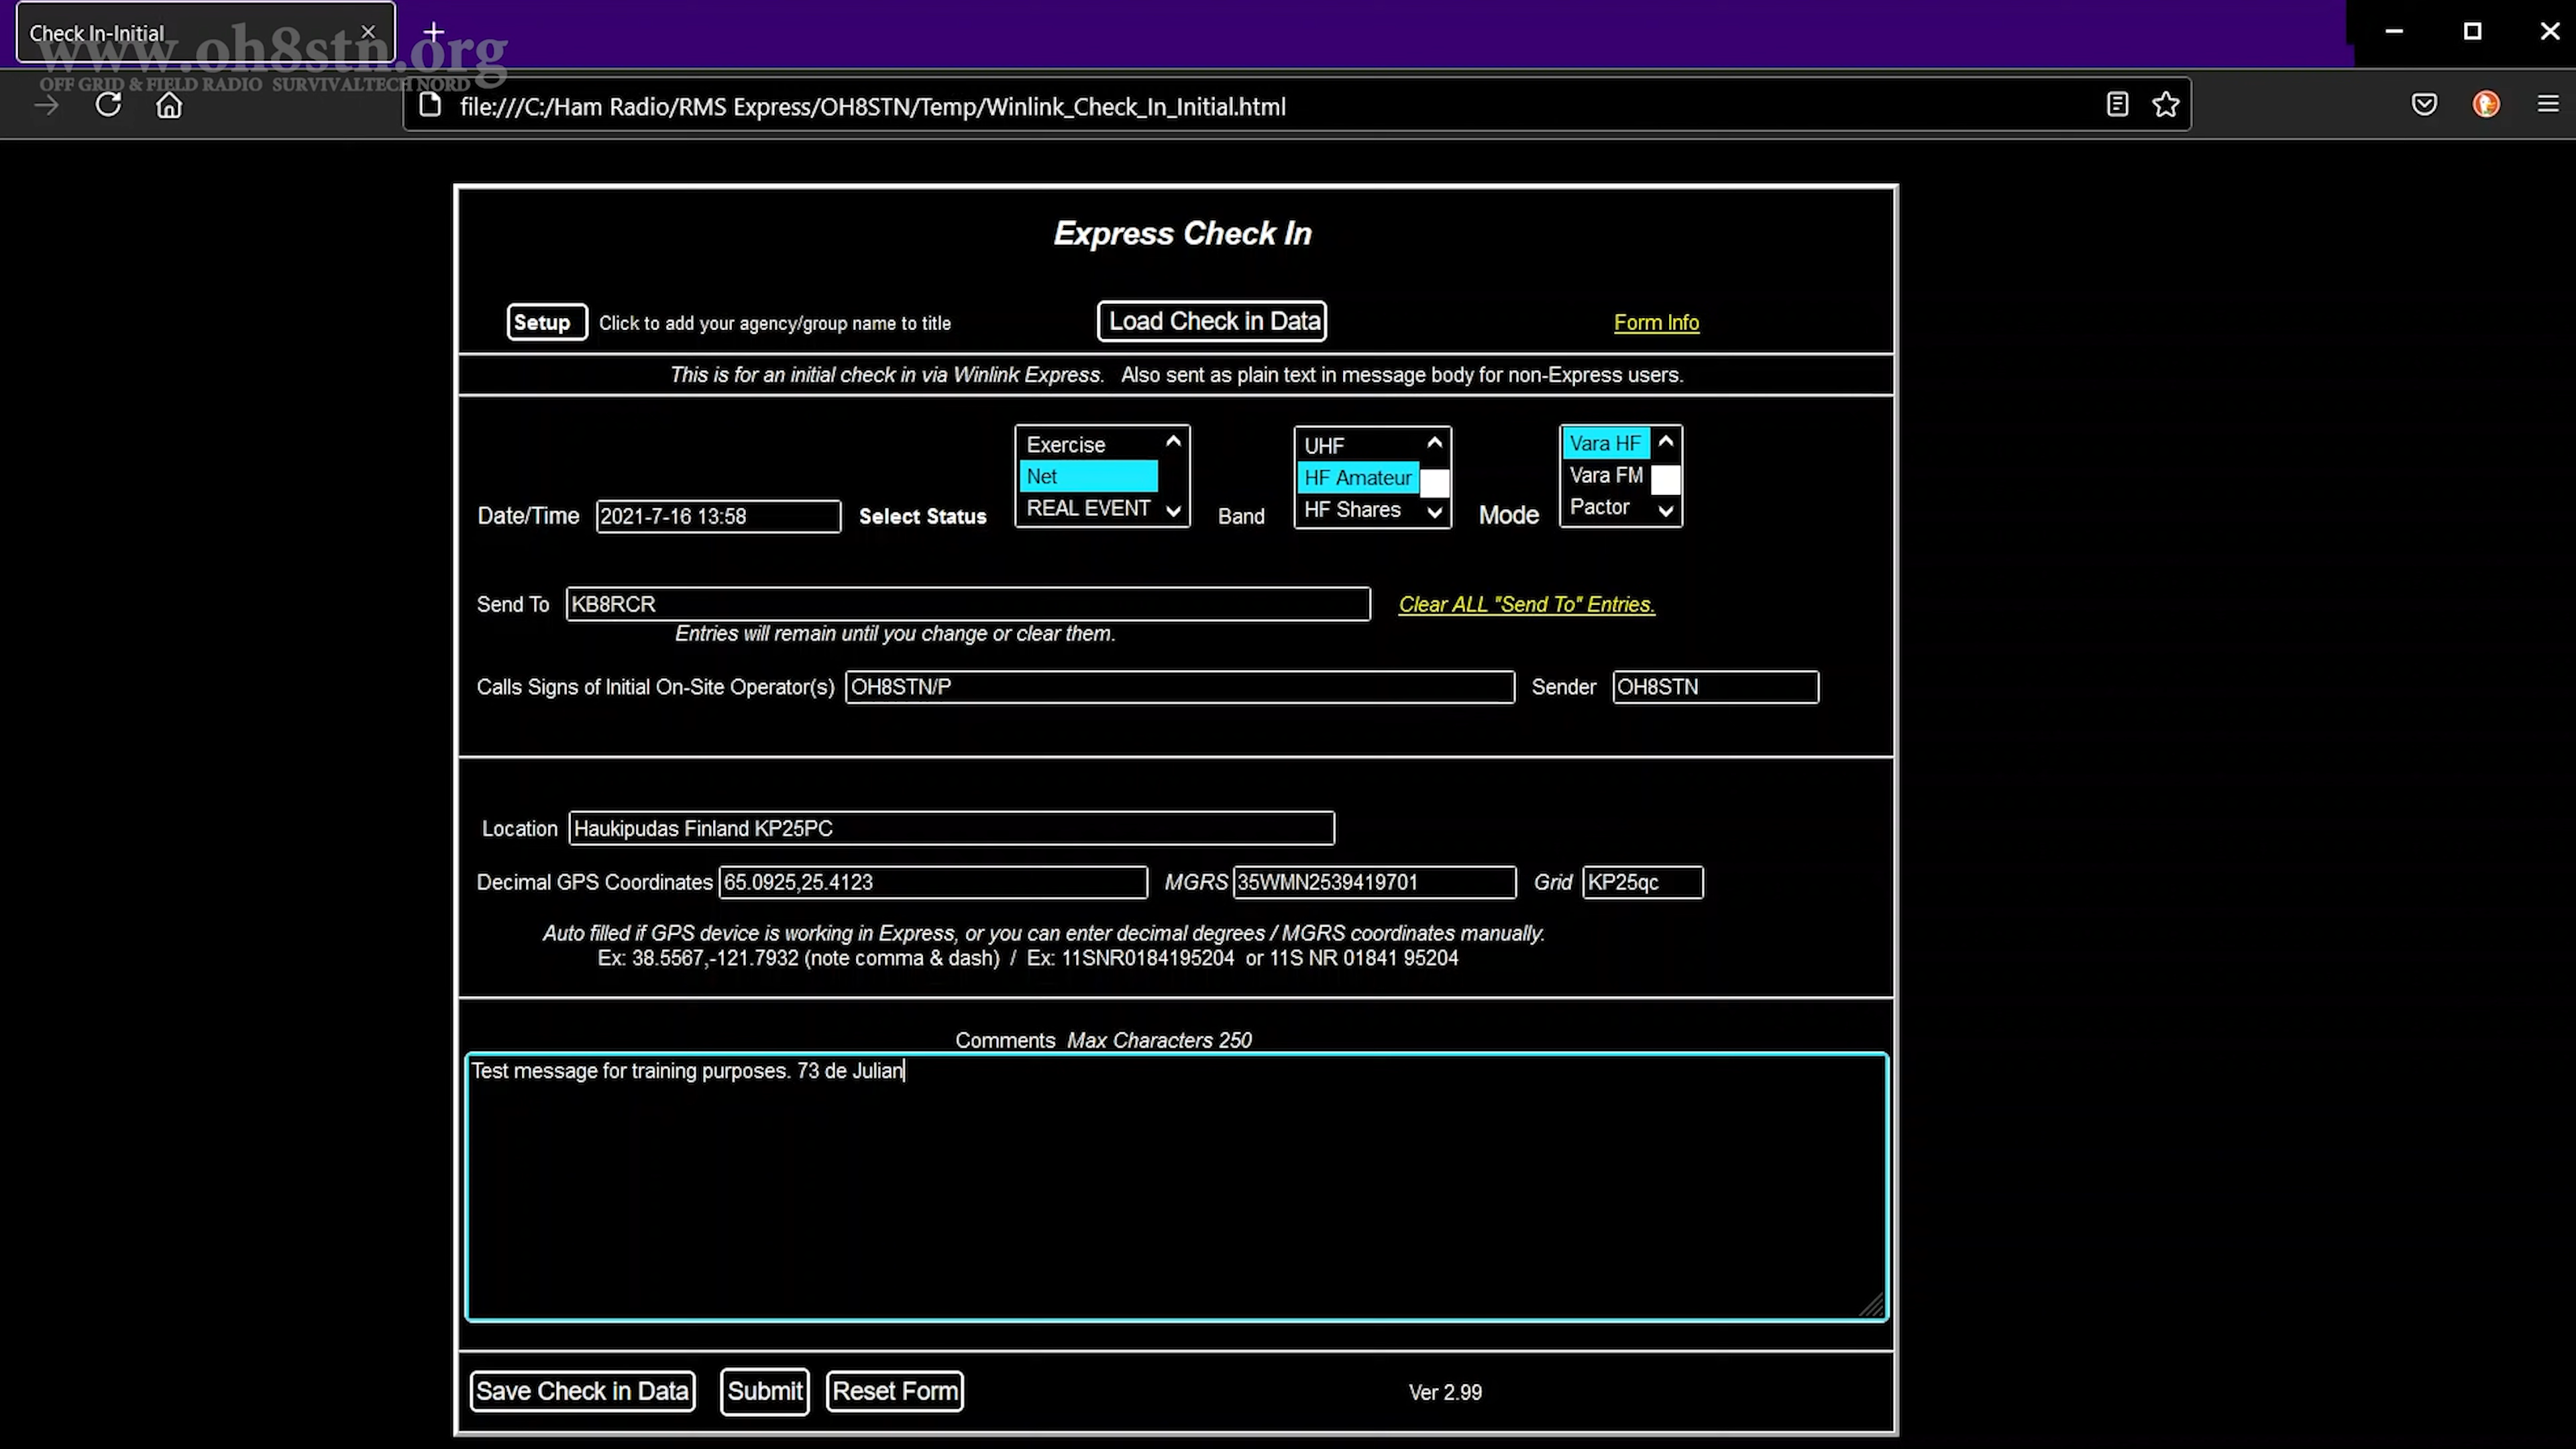 Check In-Initial
www.oh8stn.org
OFF GRID & FIELD RADIO SURVIVALTECH NORD
file:///C:/Ham Radio/RMS Express/OH8STN/Temp/Winlink_Check_In_Initial.html
Express Check In
Setup Click to add your agency/group name to title Load Check in Data Form Info
This is for an initial check in via Winlink Express. Also sent as plain text in message body for non-Express users.
Exercise UHF Vara HF
Net HF Amateur Vara FM
REAL EVENT HF Shares Pactor
Date/Time 2021-7-16 13:58 Select Status Band Mode
Send To KB8RCR Clear ALL "Send To" Entries.
Entries will remain until you change or clear them.
Calls Signs of Initial On-Site Operator(s) OH8STN/P Sender OH8STN
Location Haukipudas Finland KP25PC
Decimal GPS Coordinates 65.0925,25.4123 MGRS 35WMN2539419701 Grid KP25qc
Auto filled if GPS device is working in Express, or you can enter decimal degrees / MGRS coordinates manually.
Ex: 38.5567,-121.7932 (note comma & dash) / Ex: 11SNR0184195204 or 11S NR 01841 95204
Comments Max Characters 250
Test message for training purposes. 73 de Julian
Save Check in Data Submit Reset Form Ver 2.99